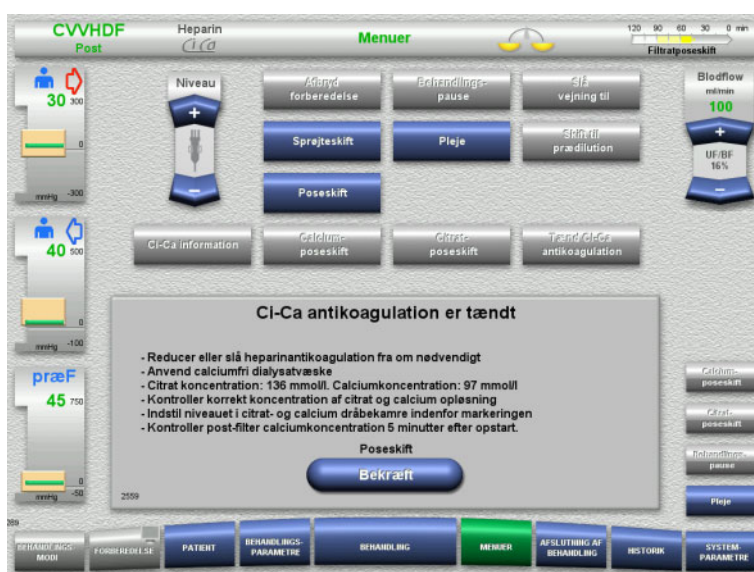 CVVHDF
Post
Heparin
Ci Ca
Menuer
120 90 60 30 0 min
Filtratposeskift
30
300
0
mmHg -300
Niveau
+
−
Afbryd
forberedelse
Behandlings-
pause
Slå
vejning til
Sprøjteskift
Pleje
Skift til
prædilution
Poseskift
Blodflow
ml/min
100
+
UF/BF
16%
−
40
500
0
mmHg -100
Ci-Ca information
Calcium-
poseskift
Citrat-
poseskift
Tænd Ci-Ca
antikoagulation
Ci-Ca antikoagulation er tændt
- Reducer eller slå heparinantikoagulation fra om nødvendigt
- Anvend calciumfri dialysatvæske
- Citrat koncentration: 136 mmol/l. Calciumkoncentration: 97 mmol/l
- Kontroller korrekt koncentration af citrat og calcium opløsning
- Indstil niveauet i citrat- og calcium dråbekamre indenfor markeringen
- Kontroller post-filter calciumkoncentration 5 minutter efter opstart.
Poseskift
Bekræft
2559
præF
45
750
0
mmHg -50
Calcium-
poseskift
Citrat-
poseskift
Behandlings-
pause
Pleje
289
BEHANDLINGS-
MODI
FORBEREDELSE
PATIENT
BEHANDLINGS-
PARAMETRE
BEHANDLING
MENUER
AFSLUTNING AF
BEHANDLING
HISTORIK
SYSTEM-
PARAMETRE